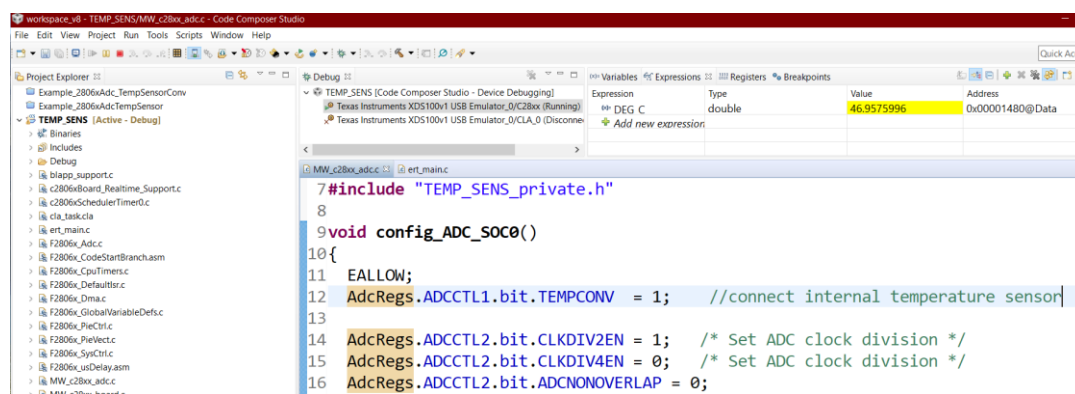 workspace_v8 - TEMP_SENS/MW_c28xx_adc.c - Code Composer Studio
File Edit View Project Run Tools Scripts Window Help
Quick Ac
Project Explorer
Example_2806xAdc_TempSensorConv
Example_2806xAdcTempSensor
TEMP_SENS [Active - Debug]
Binaries
Includes
Debug
blapp_support.c
c2806xBoard_Realtime_Support.c
c2806xSchedulerTimer0.c
cla_task.cla
ert_main.c
F2806x_Adc.c
F2806x_CodeStartBranch.asm
F2806x_CpuTimers.c
F2806x_DefaultIsr.c
F2806x_Dma.c
F2806x_GlobalVariableDefs.c
F2806x_PieCtrl.c
F2806x_PieVect.c
F2806x_SysCtrl.c
F2806x_usDelay.asm
MW_c28xx_adc.c
MW_c28xx_board.c
Debug
TEMP_SENS [Code Composer Studio - Device Debugging]
Texas Instruments XDS100v1 USB Emulator_0/C28xx (Running)
Texas Instruments XDS100v1 USB Emulator_0/CLA_0 (Disconne
Variables Expressions Registers Breakpoints
Expression Type Value Address
DEG_C double 46.9575996 0x00001480@Data
Add new expression
MW_c28xx_adc.c ert_main.c
7 #include "TEMP_SENS_private.h"
8
9 void config_ADC_SOC0()
10 {
11 EALLOW;
12 AdcRegs.ADCCTL1.bit.TEMPCONV = 1; //connect internal temperature sensor
13
14 AdcRegs.ADCCTL2.bit.CLKDIV2EN = 1; /* Set ADC clock division */
15 AdcRegs.ADCCTL2.bit.CLKDIV4EN = 0; /* Set ADC clock division */
16 AdcRegs.ADCCTL2.bit.ADCNONOVERLAP = 0;